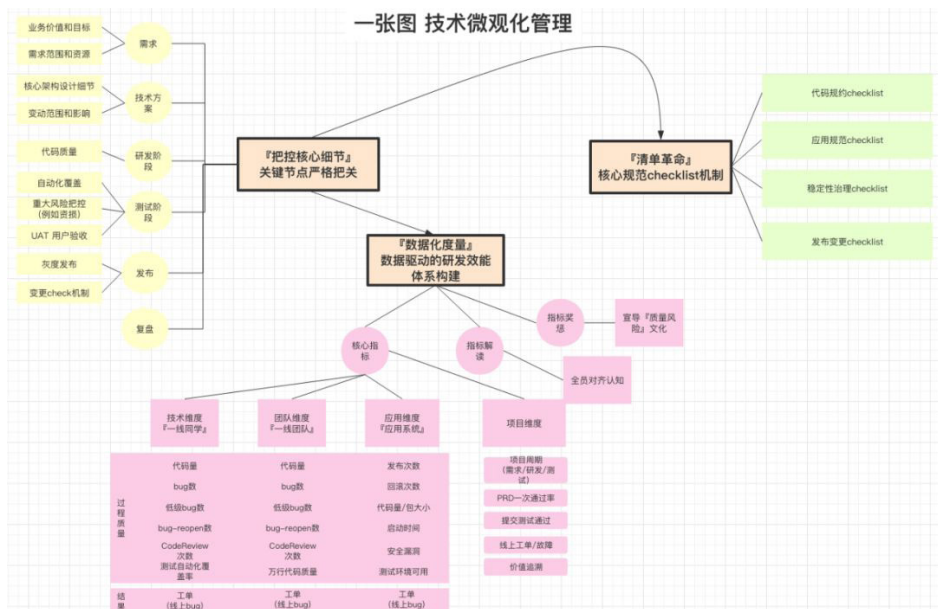 一张图 技术微观化管理
业务价值和目标
需求范围和资源
需求
核心架构设计细节
变动范围和影响
技术方
案
代码质量
研发阶
段
自动化覆盖
重大风险把控
(例如资损)
UAT 用户验收
测试阶
段
灰度发布
变更check机制
发布
复盘
『把控核心细节』
关键节点严格把关
『清单革命』
核心规范checklist机制
代码规约checklist
应用规范checklist
稳定性治理checklist
发布变更checklist
『数据化度量』
数据驱动的研发效能
体系构建
核心指
标
指标解
读
指标奖
惩
宣导『质量风
险』文化
全员对齐认知
技术维度
『一线同学』
团队维度
『一线团队』
应用维度
『应用系统』
项目维度
过
程
质
量
代码量
bug数
低级bug数
bug-reopen数
CodeReview
次数
测试自动化覆
盖率
代码量
bug数
低级bug数
bug-reopen数
CodeReview
次数
万行代码质量
发布次数
回滚次数
代码量/包大小
启动时间
安全漏洞
测试环境可用
项目周期
(需求/研发/测
试)
PRD一次通过率
提交测试通过
线上工单/故障
价值追溯
结
果
工单
(线上bug)
工单
(线上bug)
工单
(线上bug)